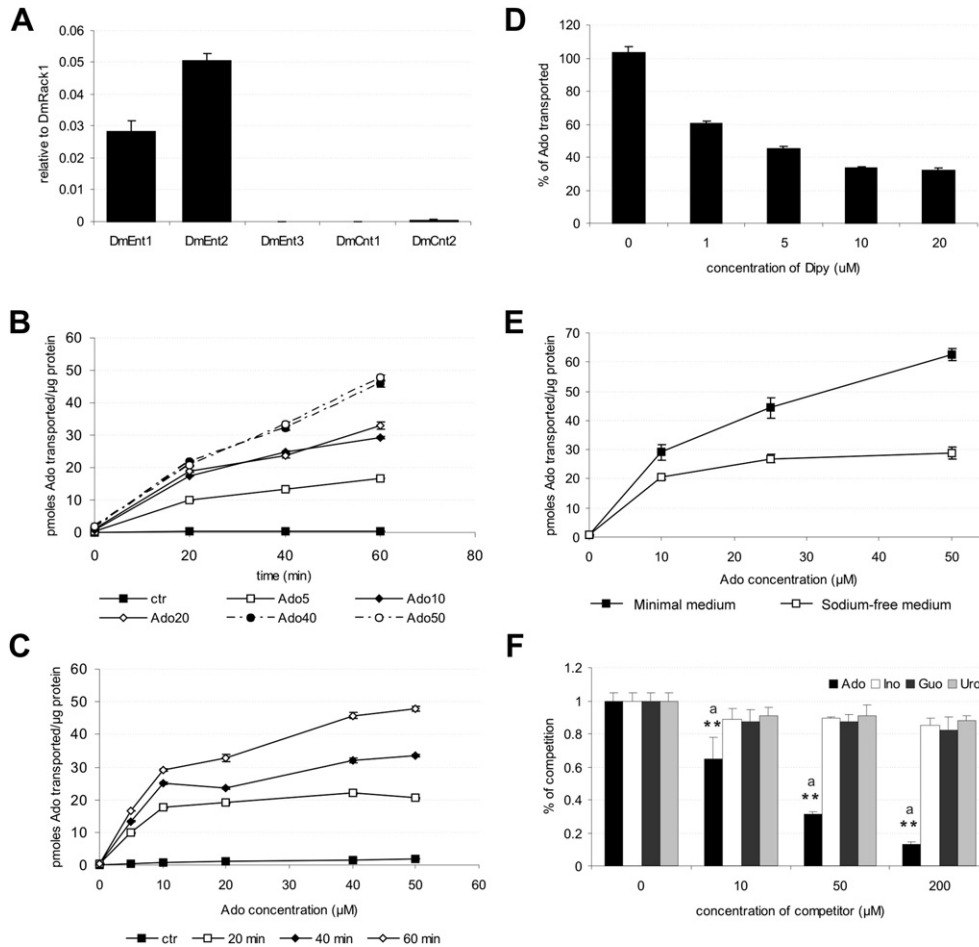 A
relative to DmRack1
0.06
0.05
0.04
0.03
0.02
0.01
0
DmEnt1 DmEnt2 DmEnt3 DmCnt1 DmCnt2
B
pmoles Ado transported/µg protein
60
50
40
30
20
10
0
0 20 40 60 80
time (min)
ctr Ado5 Ado10
Ado20 Ado40 Ado50
C
pmoles Ado transported/µg protein
60
50
40
30
20
10
0
0 10 20 30 40 50 60
Ado concentration (µM)
ctr 20 min 40 min 60 min
D
% of Ado transported
120
100
80
60
40
20
0
0 1 5 10 20
concentration of Dipy (uM)
E
pmoles Ado transported/µg protein
70
60
50
40
30
20
10
0
0 10 20 30 40 50
Ado concentration (µM)
Minimal medium Sodium-free medium
F
% of competition
1.2
1
0.8
0.6
0.4
0.2
0
Ado Ino Guo Urd
a
**
a
**
a
**
0 10 50 200
concentration of competitor (µM)